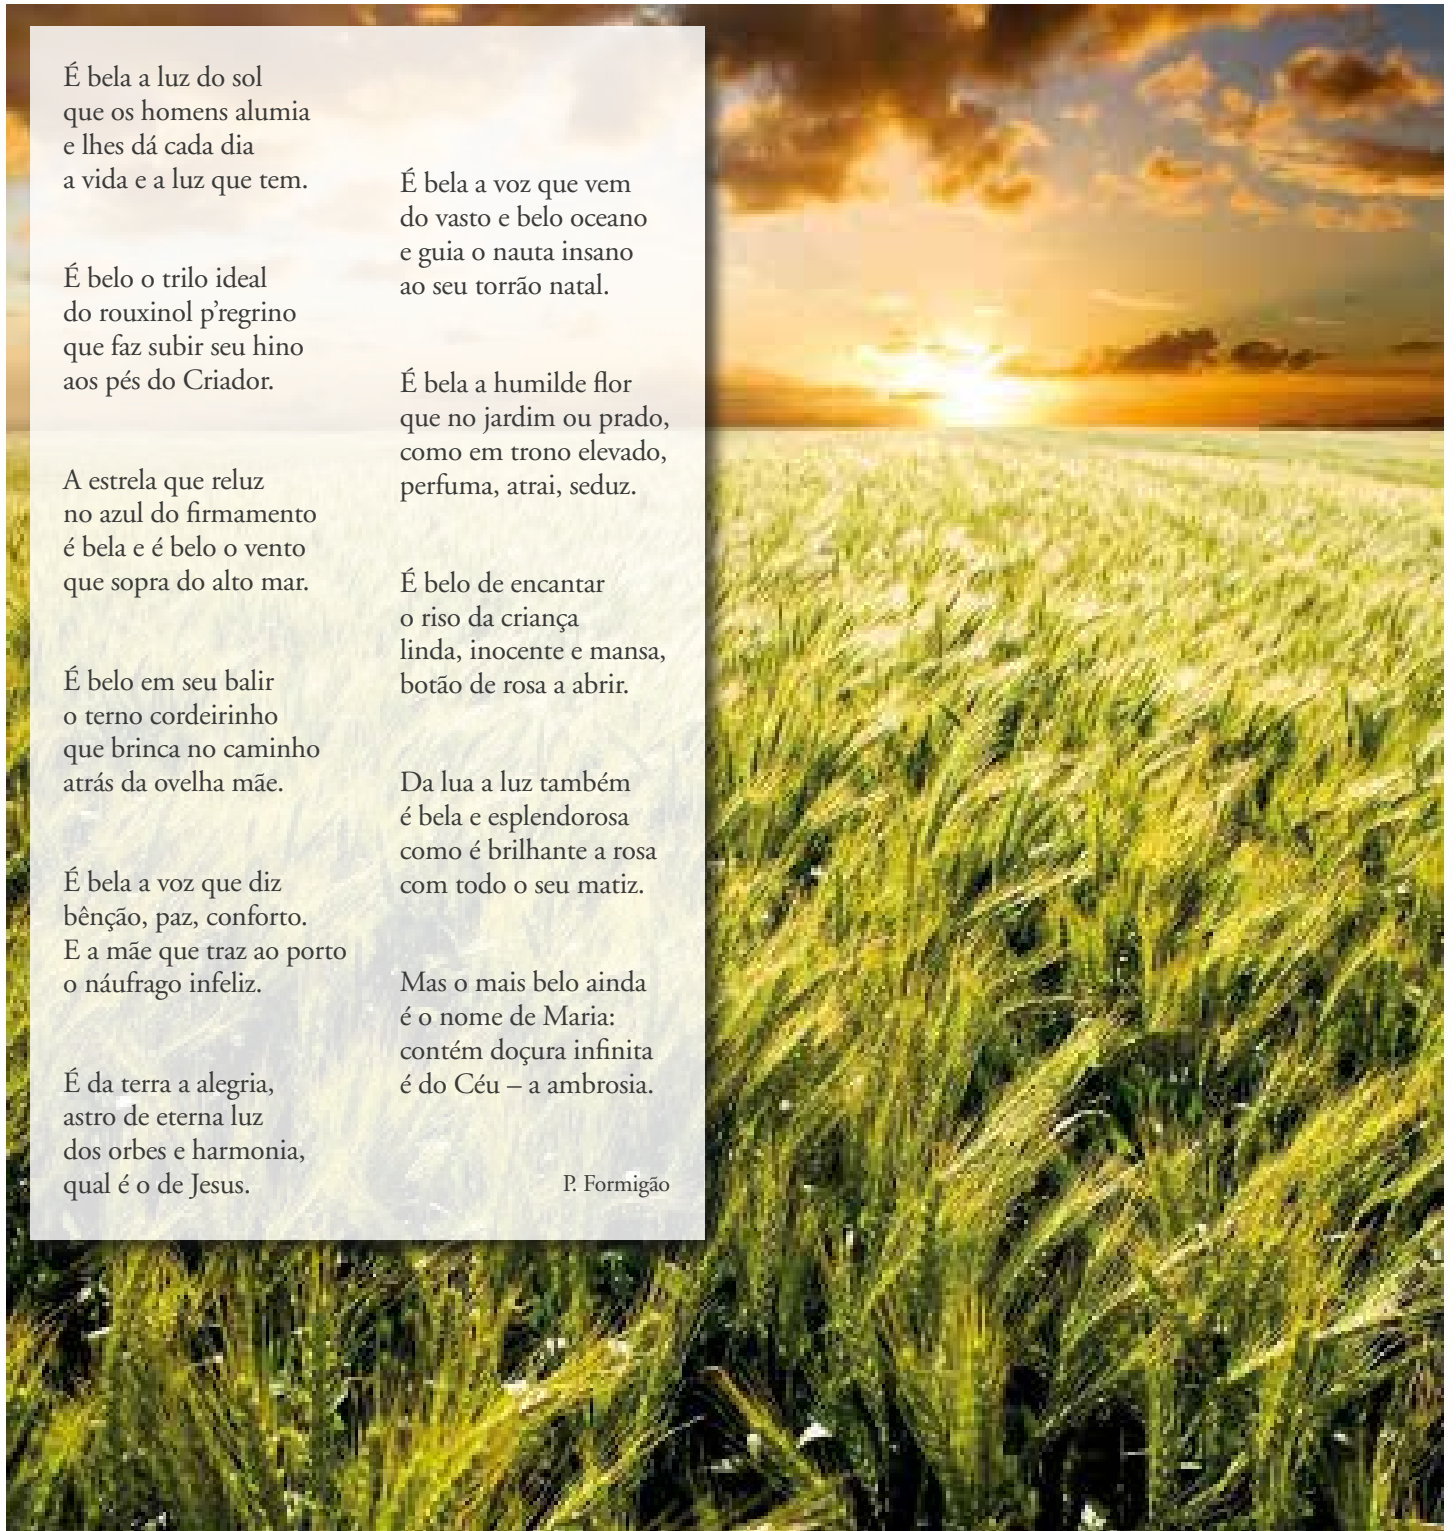 É bela a luz do sol
que os homens alumia
e lhes dá cada dia
a vida e a luz que tem.
É bela a voz que vem
do vasto e belo oceano
e guia o nauta insano
ao seu torrão natal.
É belo o trilo ideal
do rouxinol p’regrino
que faz subir seu hino
aos pés do Criador.
É bela a humilde flor
que no jardim ou prado,
como em trono elevado,
perfuma, atrai, seduz.
A estrela que reluz
no azul do firmamento
é bela e é belo o vento
que sopra do alto mar.
É belo de encantar
o riso da criança
linda, inocente e mansa,
botão de rosa a abrir.
É belo em seu balir
o terno cordeirinho
que brinca no caminho
atrás da ovelha mãe.
Da lua a luz também
é bela e esplendorosa
como é brilhante a rosa
com todo o seu matiz.
É bela a voz que diz
bênção, paz, conforto.
E a mãe que traz ao porto
o náufrago infeliz.
Mas o mais belo ainda
é o nome de Maria:
contém doçura infinita
é do Céu – a ambrosia.
É da terra a alegria,
astro de eterna luz
dos orbes e harmonia,
qual é o de Jesus.
P. Formigão